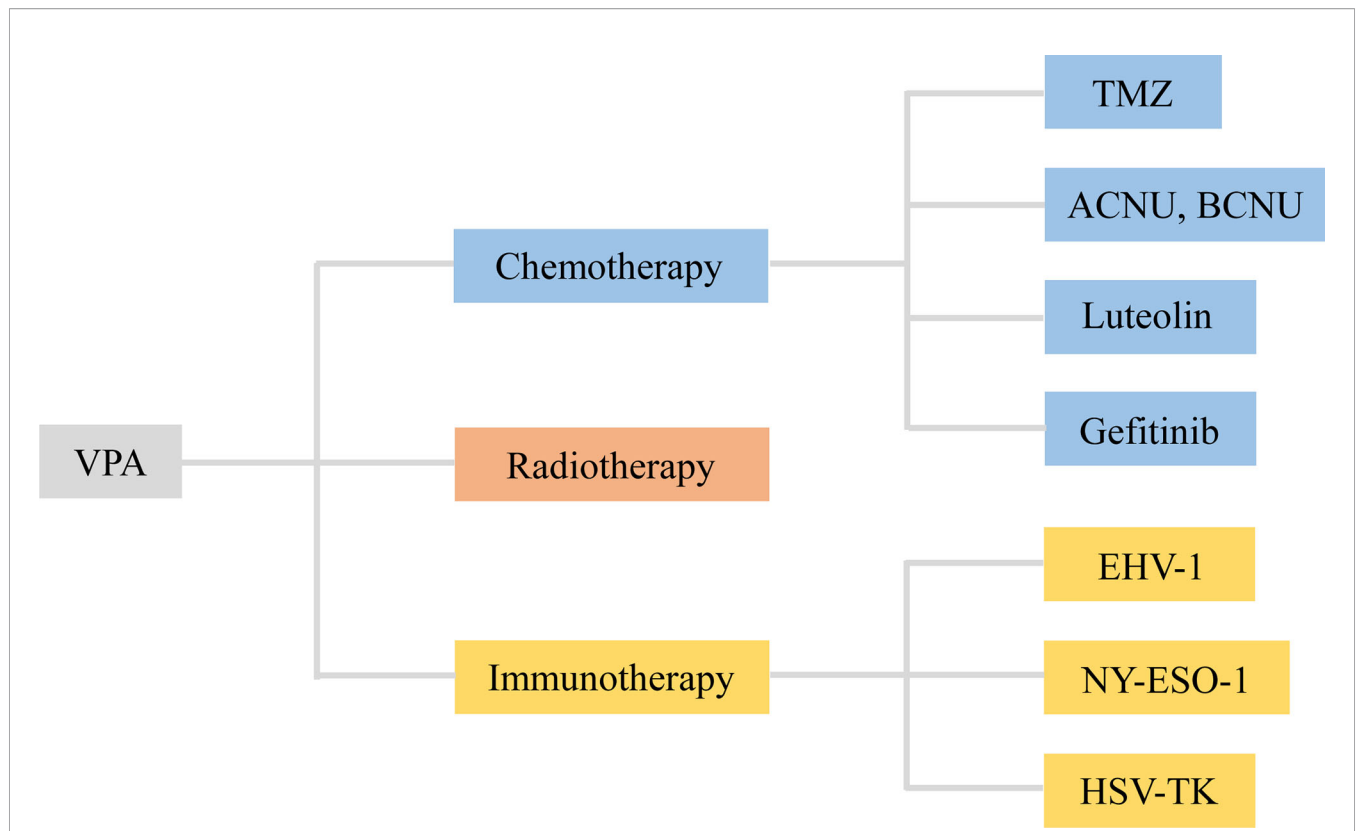 VPA
Chemotherapy
TMZ
ACNU, BCNU
Luteolin
Gefitinib
Radiotherapy
Immunotherapy
EHV-1
NY-ESO-1
HSV-TK